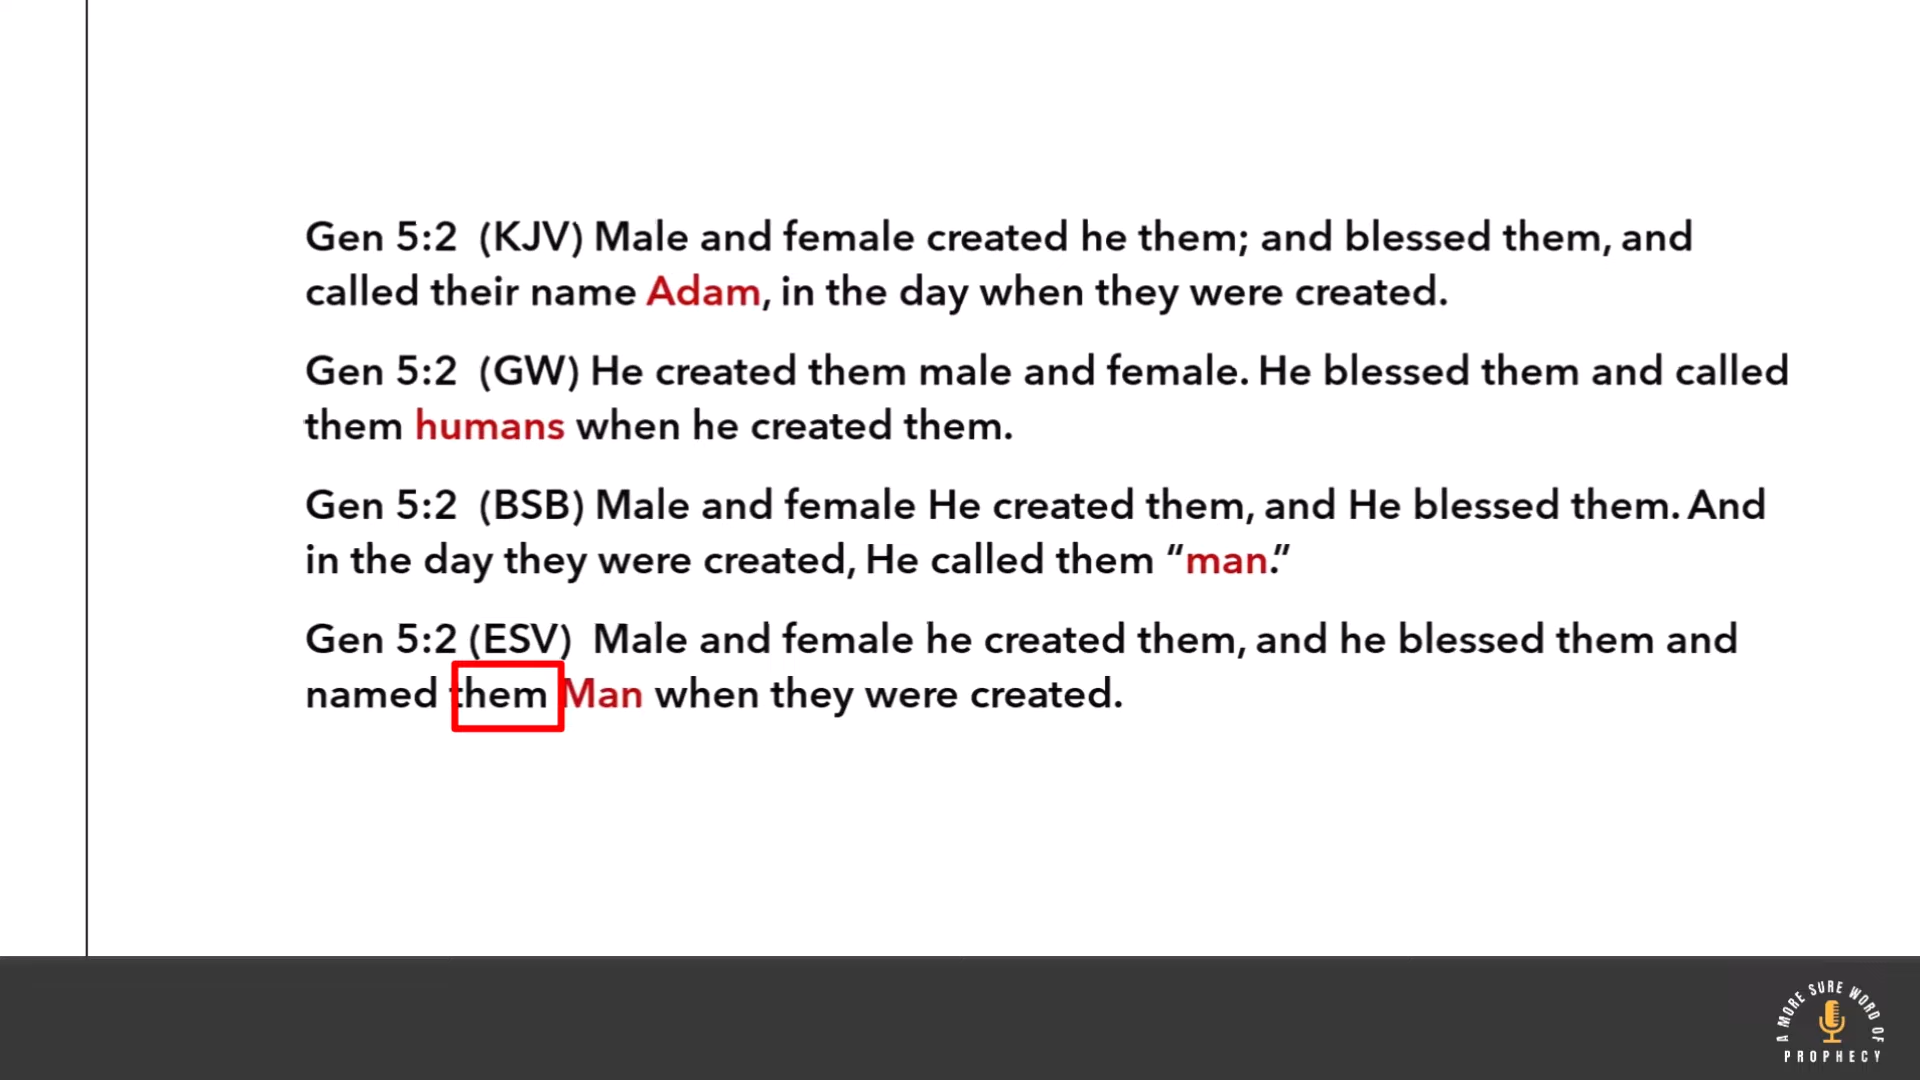 Gen 5:2 (KJV) Male and female created he them; and blessed them, and
called their name Adam, in the day when they were created.
Gen 5:2 (GW) He created them male and female. He blessed them and called
them humans when he created them.
Gen 5:2 (BSB) Male and female He created them, and He blessed them. And
in the day they were created, He called them “man.”
Gen 5:2 (ESV) Male and female he created them, and he blessed them and
named them Man when they were created.
A MORE SURE WORD OF
PROPHECY